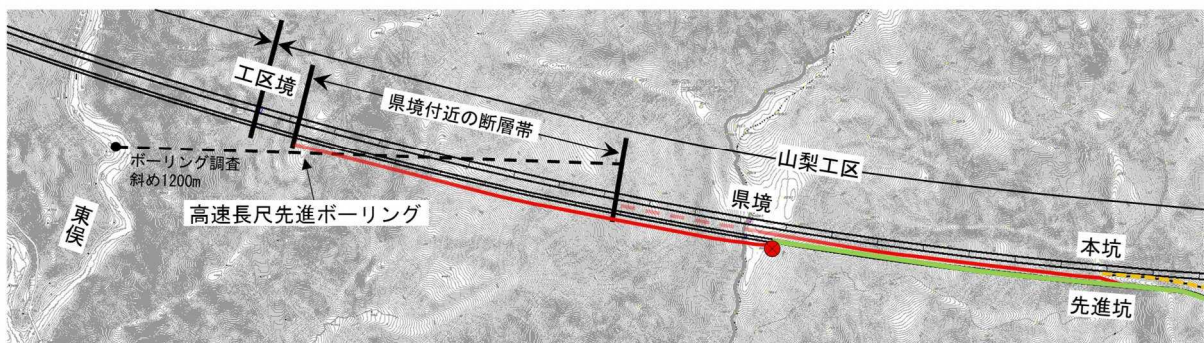 工区境
県境付近の断層帯
山梨工区
ボーリング調査
斜め1200m
高速長尺先進ボーリング
県境
東俣
本坑
先進坑